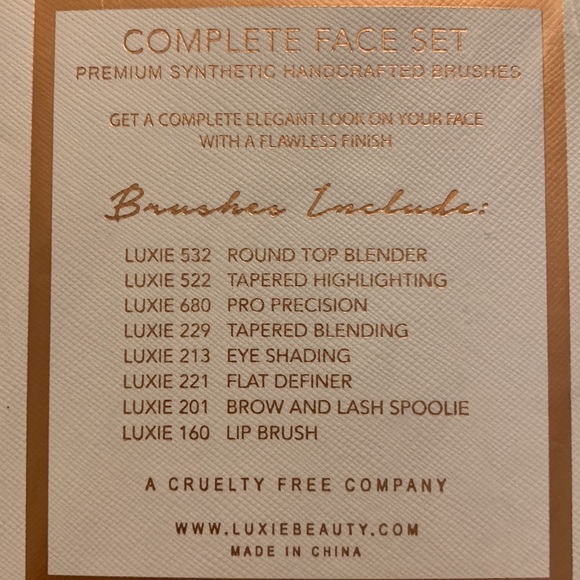 COMPLETE FACE SET
PREMIUM SYNTHETIC HANDCRAFTED BRUSHES
GET A COMPLETE ELEGANT LOOK ON YOUR FACE
WITH A FLAWLESS FINISH
Brushes Include:
LUXIE 532 ROUND TOP BLENDER
LUXIE 522 TAPERED HIGHLIGHTING
LUXIE 680 PRO PRECISION
LUXIE 229 TAPERED BLENDING
LUXIE 213 EYE SHADING
LUXIE 221 FLAT DEFINER
LUXIE 201 BROW AND LASH SPOOLIE
LUXIE 160 LIP BRUSH
A CRUELTY FREE COMPANY
WWW.LUXIEBEAUTY.COM
MADE IN CHINA